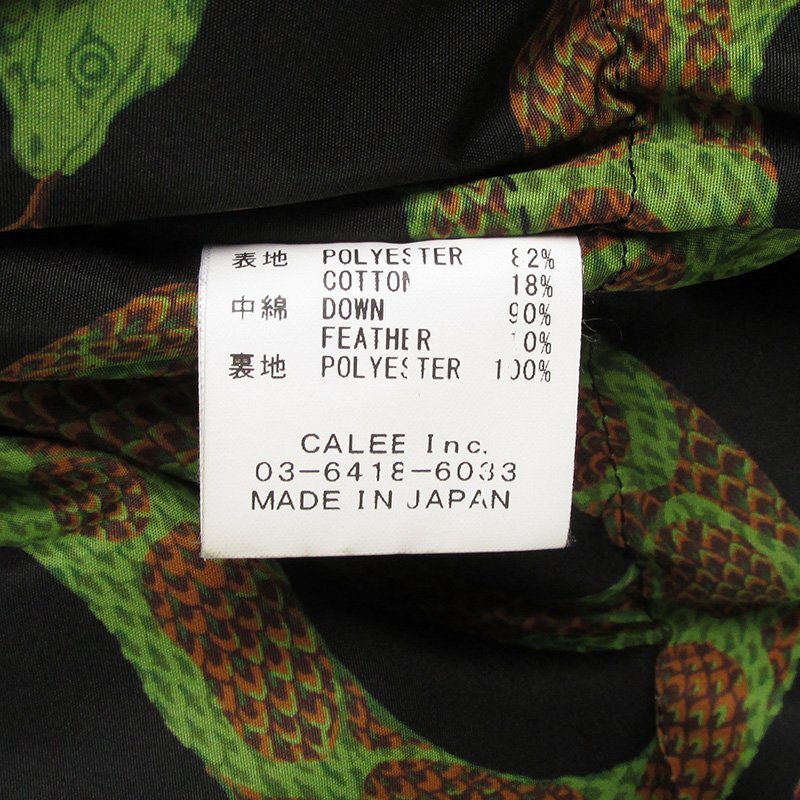 表地 POLYESTER 82%
COTTON 18%
中綿 DOWN 90%
FEATHER 10%
裏地 POLYESTER 100%
CALEE Inc.
03-6418-6033
MADE IN JAPAN